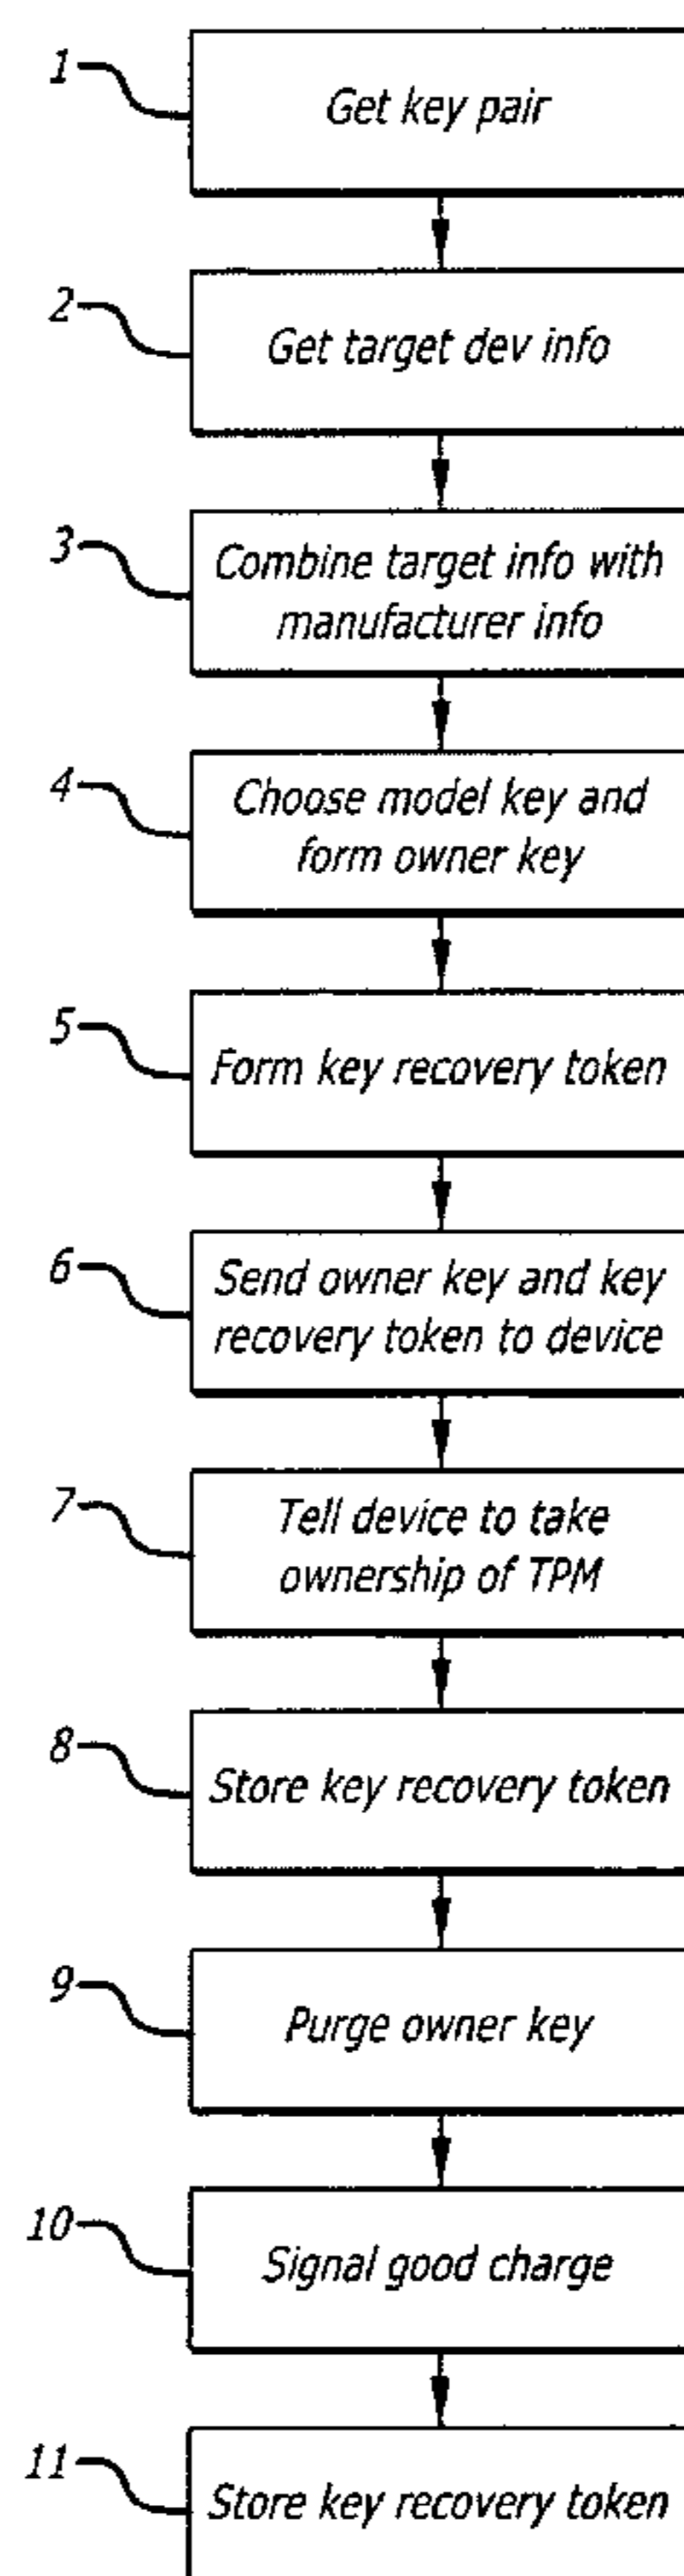 1
Get key pair
2
Get target dev info
3
Combine target info with
manufacturer info
4
Choose model key and
form owner key
5
Form key recovery token
6
Send owner key and key
recovery token to device
7
Tell device to take
ownership of TPM
8
Store key recovery token
9
Purge owner key
10
Signal good charge
11
Store key recovery token